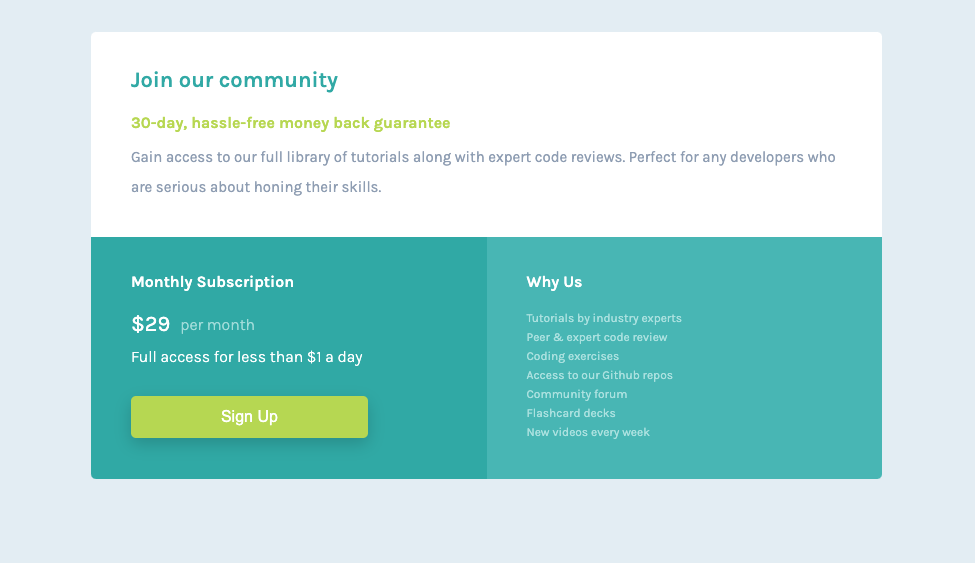 Join our community
30-day, hassle-free money back guarantee
Gain access to our full library of tutorials along with expert code reviews. Perfect for any developers who
are serious about honing their skills.
Monthly Subscription
$29 per month
Full access for less than $1 a day
Sign Up
Why Us
Tutorials by industry experts
Peer & expert code review
Coding exercises
Access to our Github repos
Community forum
Flashcard decks
New videos every week